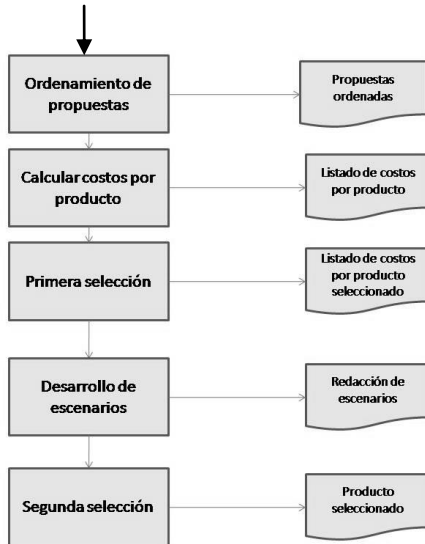 Ordenamiento de
propuestas
Propuestas
ordenadas
Calcular costos por
producto
Listado de costos
por producto
Primera selección
Listado de costos
por producto
seleccionado
Desarrollo de
escenarios
Redacción de
escenarios
Segunda selección
Producto
seleccionado